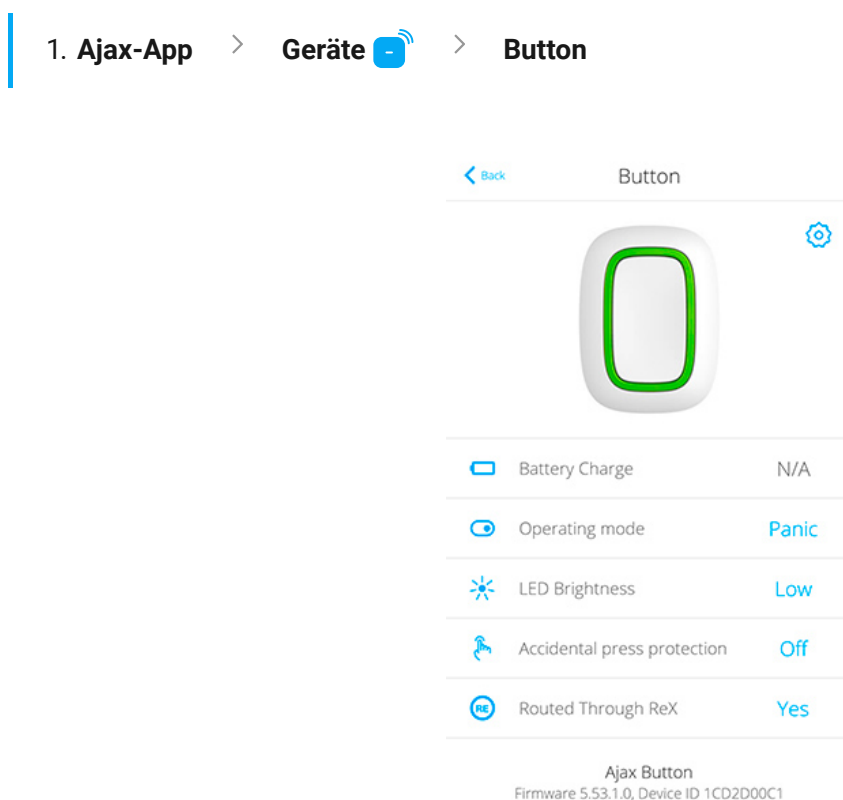 1. Ajax-App > Geräte > Button
Back Button
Battery Charge N/A
Operating mode Panic
LED Brightness Low
Accidental press protection Off
RE Routed Through ReX Yes
Ajax Button
Firmware 5.53.1.0, Device ID 1CD2D00C1